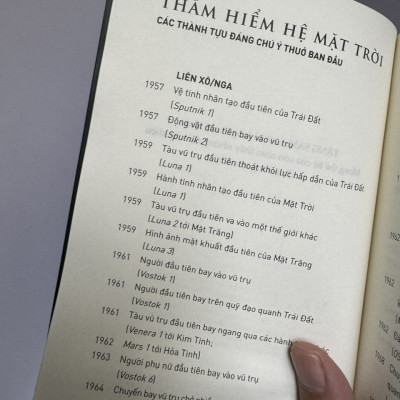 THÁM HIỂM HỆ MẶT TRỜI
CÁC THÀNH TỰU ĐÁNG CHÚ Ý THUỞ BAN ĐẦU
LIÊN XÔ/NGA
1957 Vệ tinh nhân tạo đầu tiên của Trái Đất
(Sputnik 1)
1957 Động vật đầu tiên bay vào vũ trụ
(Sputnik 2)
1959 Tàu vũ trụ đầu tiên thoát khỏi lực hấp dẫn của Trái Đất
(Luna 1)
1959 Hành tinh nhân tạo đầu tiên của Mặt Trời
(Luna 1)
1959 Tàu vũ trụ đầu tiên va vào một thế giới khác
(Luna 2 tới Mặt Trăng)
1959 Hình ảnh mặt khuất đầu tiên của Mặt Trăng
(Luna 3)
1961 Người đầu tiên bay vào vũ trụ
(Vostok 1)
1961 Người đầu tiên bay trên quỹ đạo quanh Trái Đất
(Vostok 1)
1961 Tàu vũ trụ đầu tiên bay ngang qua các hành
(Venera 1 tới Kim Tinh;
1962 Mars 1 tới Hỏa Tinh)
1963 Người phụ nữ đầu tiên bay vào vũ trụ
(Vostok 6)
1964 Chuyến bay vũ trụ chở